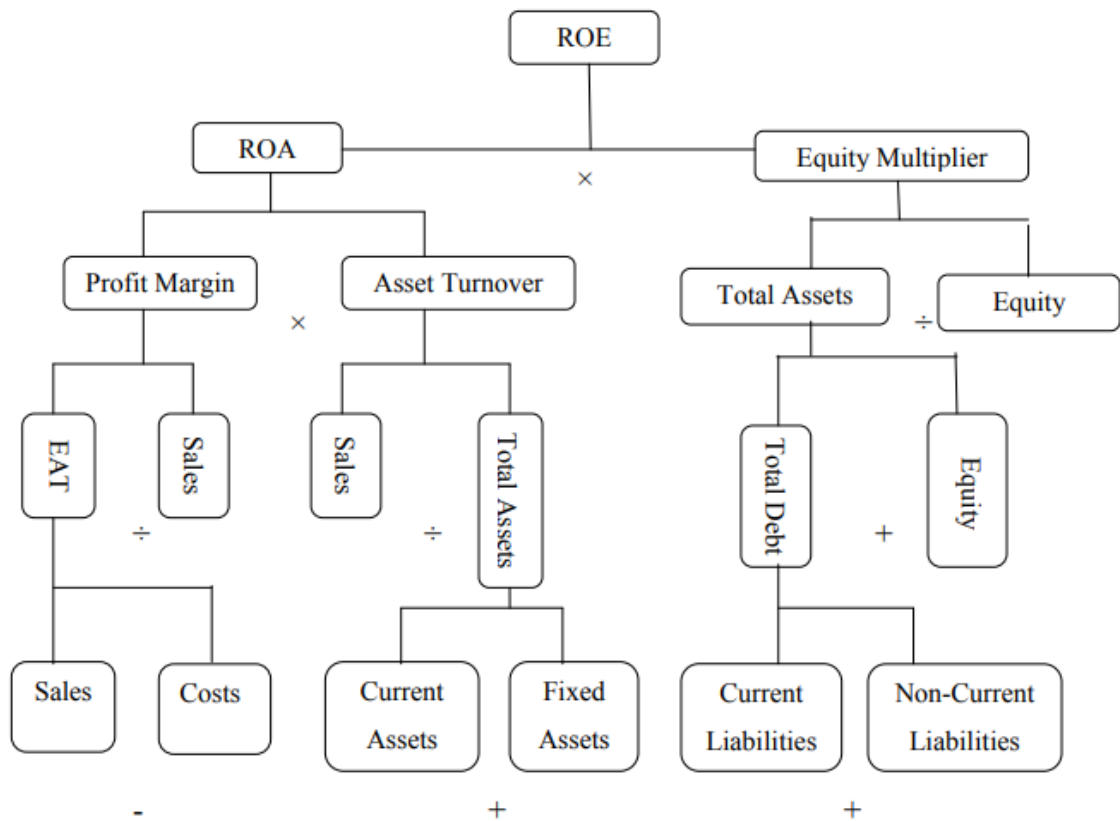 ROE
ROA
Equity Multiplier
×
Profit Margin
Asset Turnover
Total Assets
Equity
×
÷
EAT
Sales
Sales
Total Assets
Total Debt
Equity
÷
÷
+
Sales
Costs
Current
Assets
Fixed
Assets
Current
Liabilities
Non-Current
Liabilities
-
+
+